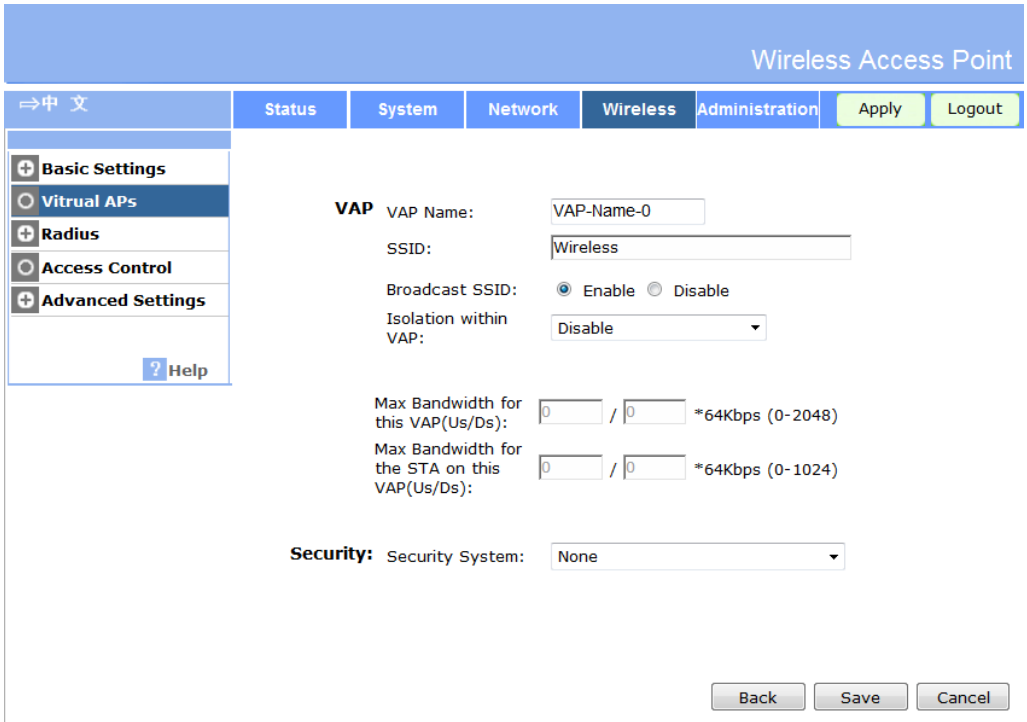 Wireless Access Point
⇒中 文
Status System Network Wireless Administration Apply Logout
Basic Settings
Vitrual APs
Radius
Access Control
Advanced Settings
? Help
VAP VAP Name: VAP-Name-0
SSID: Wireless
Broadcast SSID: Enable Disable
Isolation within
VAP: Disable
Max Bandwidth for
this VAP(Us/Ds): 0 / 0 *64Kbps (0-2048)
Max Bandwidth for
the STA on this
VAP(Us/Ds): 0 / 0 *64Kbps (0-1024)
Security: Security System: None
Back Save Cancel